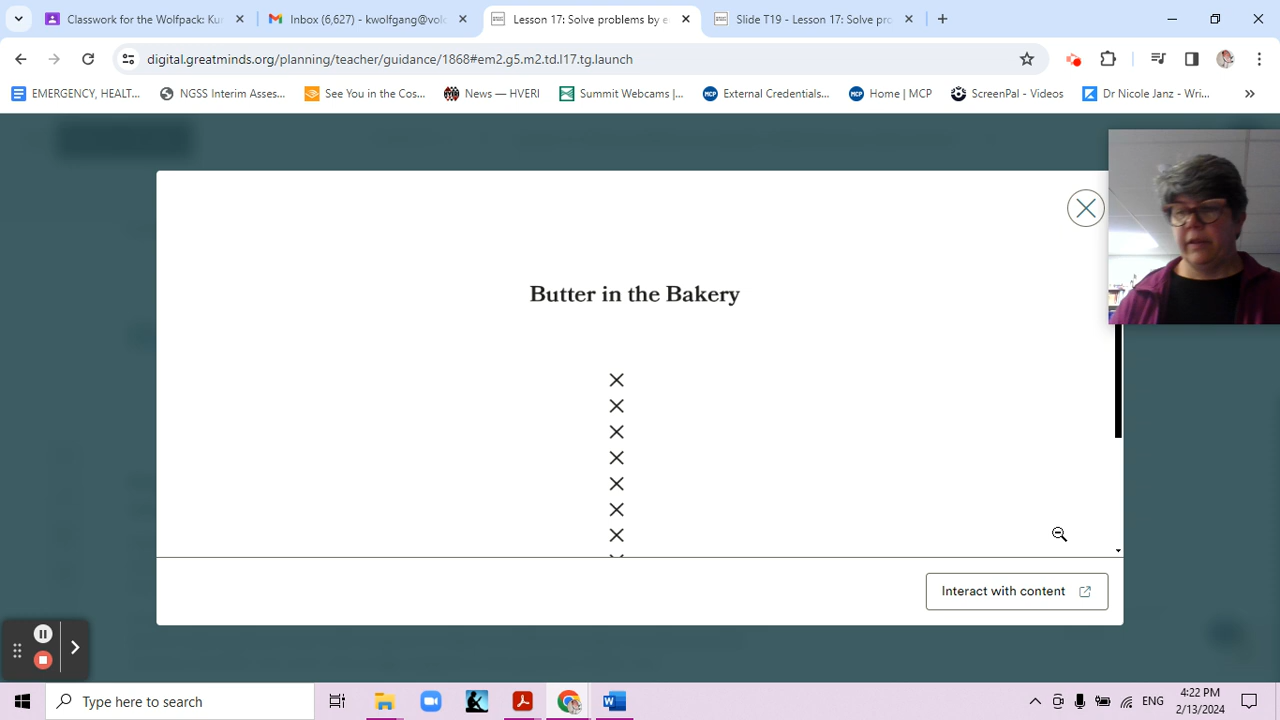 Classwork for the Wolfpack: Ku
Inbox (6,627) - kwolfgang@volc
Lesson 17: Solve problems by e
Slide T19 - Lesson 17: Solve pro
digital.greatminds.org/planning/teacher/guidance/1868#em2.g5.m2.td.l17.tg.launch
EMERGENCY, HEALT...
NGSS Interim Asses...
See You in the Cos...
News — HVERI
Summit Webcams |...
External Credentials...
Home | MCP
ScreenPal - Videos
Dr Nicole Janz - Wri...
Butter in the Bakery
Interact with content
Type here to search
ENG
4:22 PM
2/13/2024